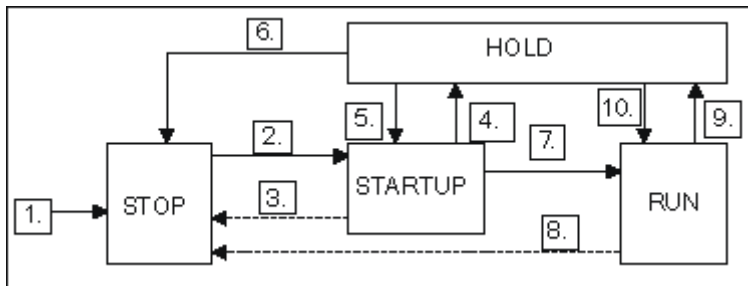 6.
HOLD
5.
4.
10.
9.
2.
7.
1.
STOP
3.
STARTUP
RUN
8.